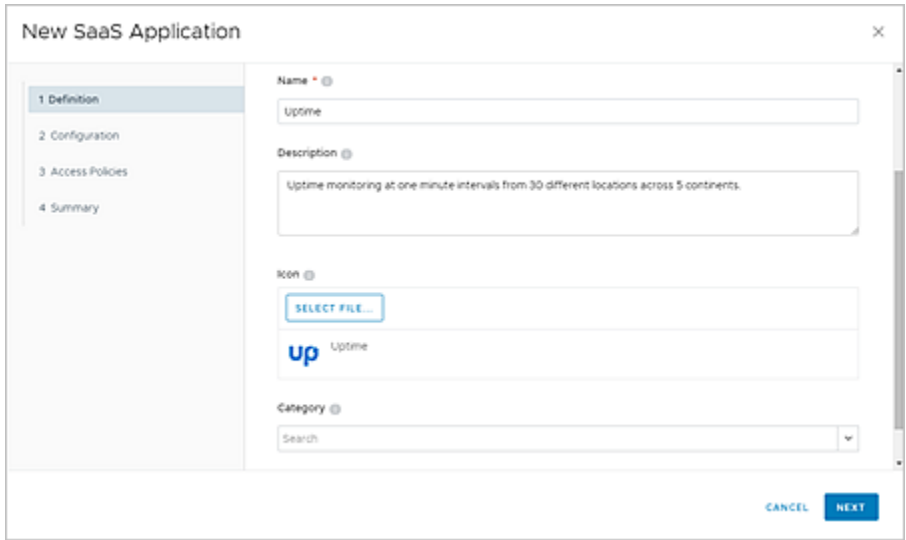 New SaaS Application
1 Definition
2 Configuration
3 Access Policies
4 Summary
Name *
Uptime
Description
Uptime monitoring at one minute intervals from 30 different locations across 5 continents.
Icon
SELECT FILE...
up Uptime
Category
Search
CANCEL NEXT